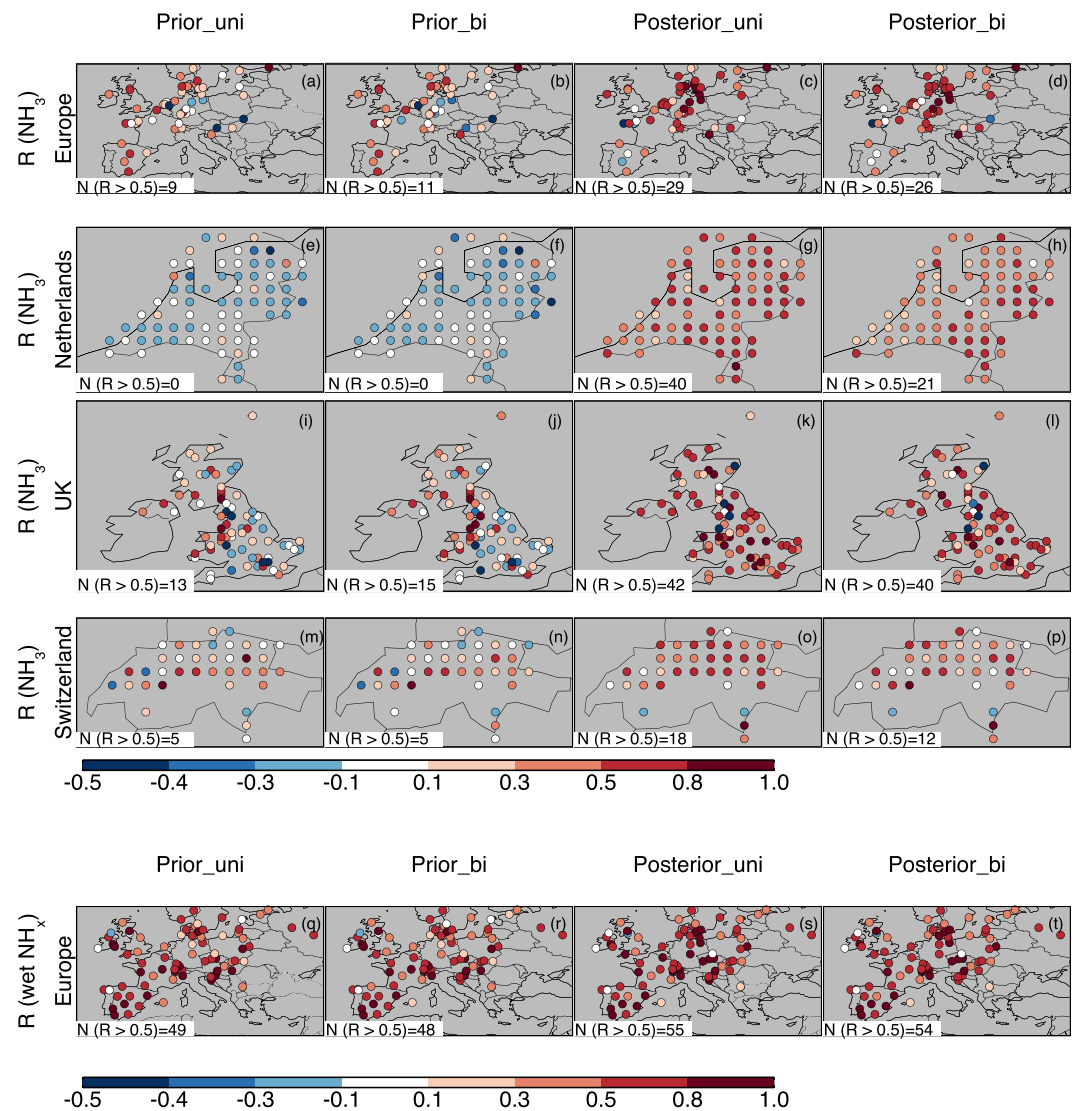 Prior_uni Prior_bi Posterior_uni Posterior_bi
R (NH3)
Europe
(a) (b) (c) (d)
N (R > 0.5)=9 N (R > 0.5)=11 N (R > 0.5)=29 N (R > 0.5)=26
R (NH3)
Netherlands
(e) (f) (g) (h)
N (R > 0.5)=0 N (R > 0.5)=0 N (R > 0.5)=40 N (R > 0.5)=21
R (NH3)
UK
(i) (j) (k) (l)
N (R > 0.5)=13 N (R > 0.5)=15 N (R > 0.5)=42 N (R > 0.5)=40
R (NH3)
Switzerland
(m) (n) (o) (p)
N (R > 0.5)=5 N (R > 0.5)=5 N (R > 0.5)=18 N (R > 0.5)=12
-0.5 -0.4 -0.3 -0.1 0.1 0.3 0.5 0.8 1.0
Prior_uni Prior_bi Posterior_uni Posterior_bi
R (wet NHx)
Europe
(q) (r) (s) (t)
N (R > 0.5)=49 N (R > 0.5)=48 N (R > 0.5)=55 N (R > 0.5)=54
-0.5 -0.4 -0.3 -0.1 0.1 0.3 0.5 0.8 1.0